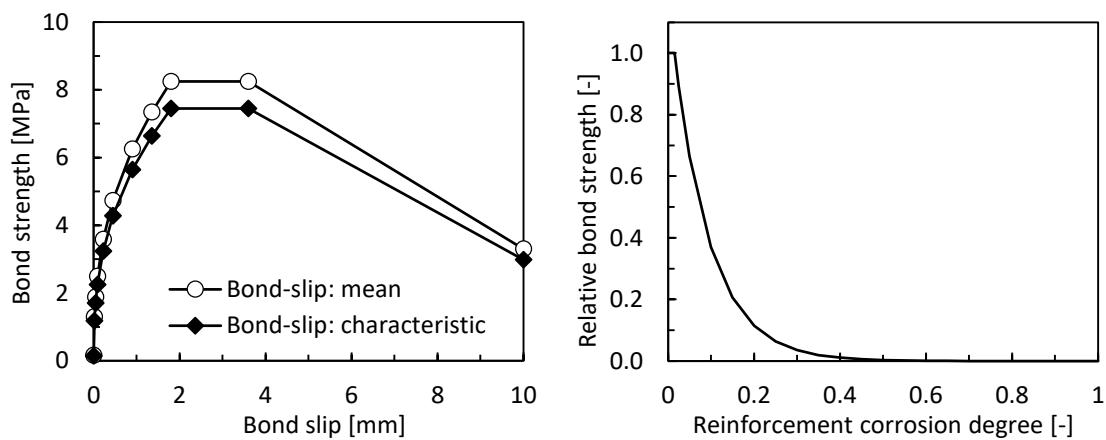 10
8
6
4
2
0
Bond strength [MPa]
Bond-slip: mean
Bond-slip: characteristic
0 2 4 6 8 10
Bond slip [mm]
1.0
0.8
0.6
0.4
0.2
0.0
Relative bond strength [-]
0 0.2 0.4 0.6 0.8 1
Reinforcement corrosion degree [-]